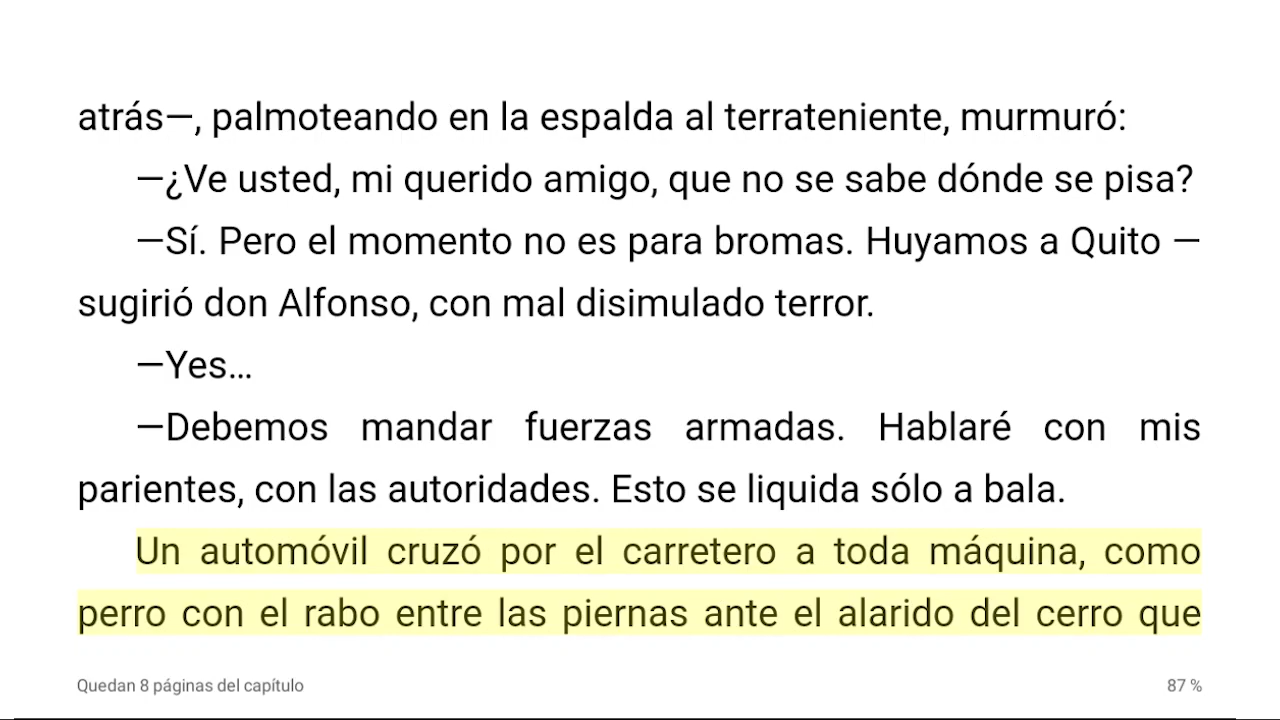 atrás—, palmoteando en la espalda al terrateniente, murmuró:
—¿Ve usted, mi querido amigo, que no se sabe dónde se pisa?
—Sí. Pero el momento no es para bromas. Huyamos a Quito —
sugirió don Alfonso, con mal disimulado terror.
—Yes…
—Debemos mandar fuerzas armadas. Hablaré con mis
parientes, con las autoridades. Esto se liquida sólo a bala.
Un automóvil cruzó por el carretero a toda máquina, como
perro con el rabo entre las piernas ante el alarido del cerro que
Quedan 8 páginas del capítulo
87 %